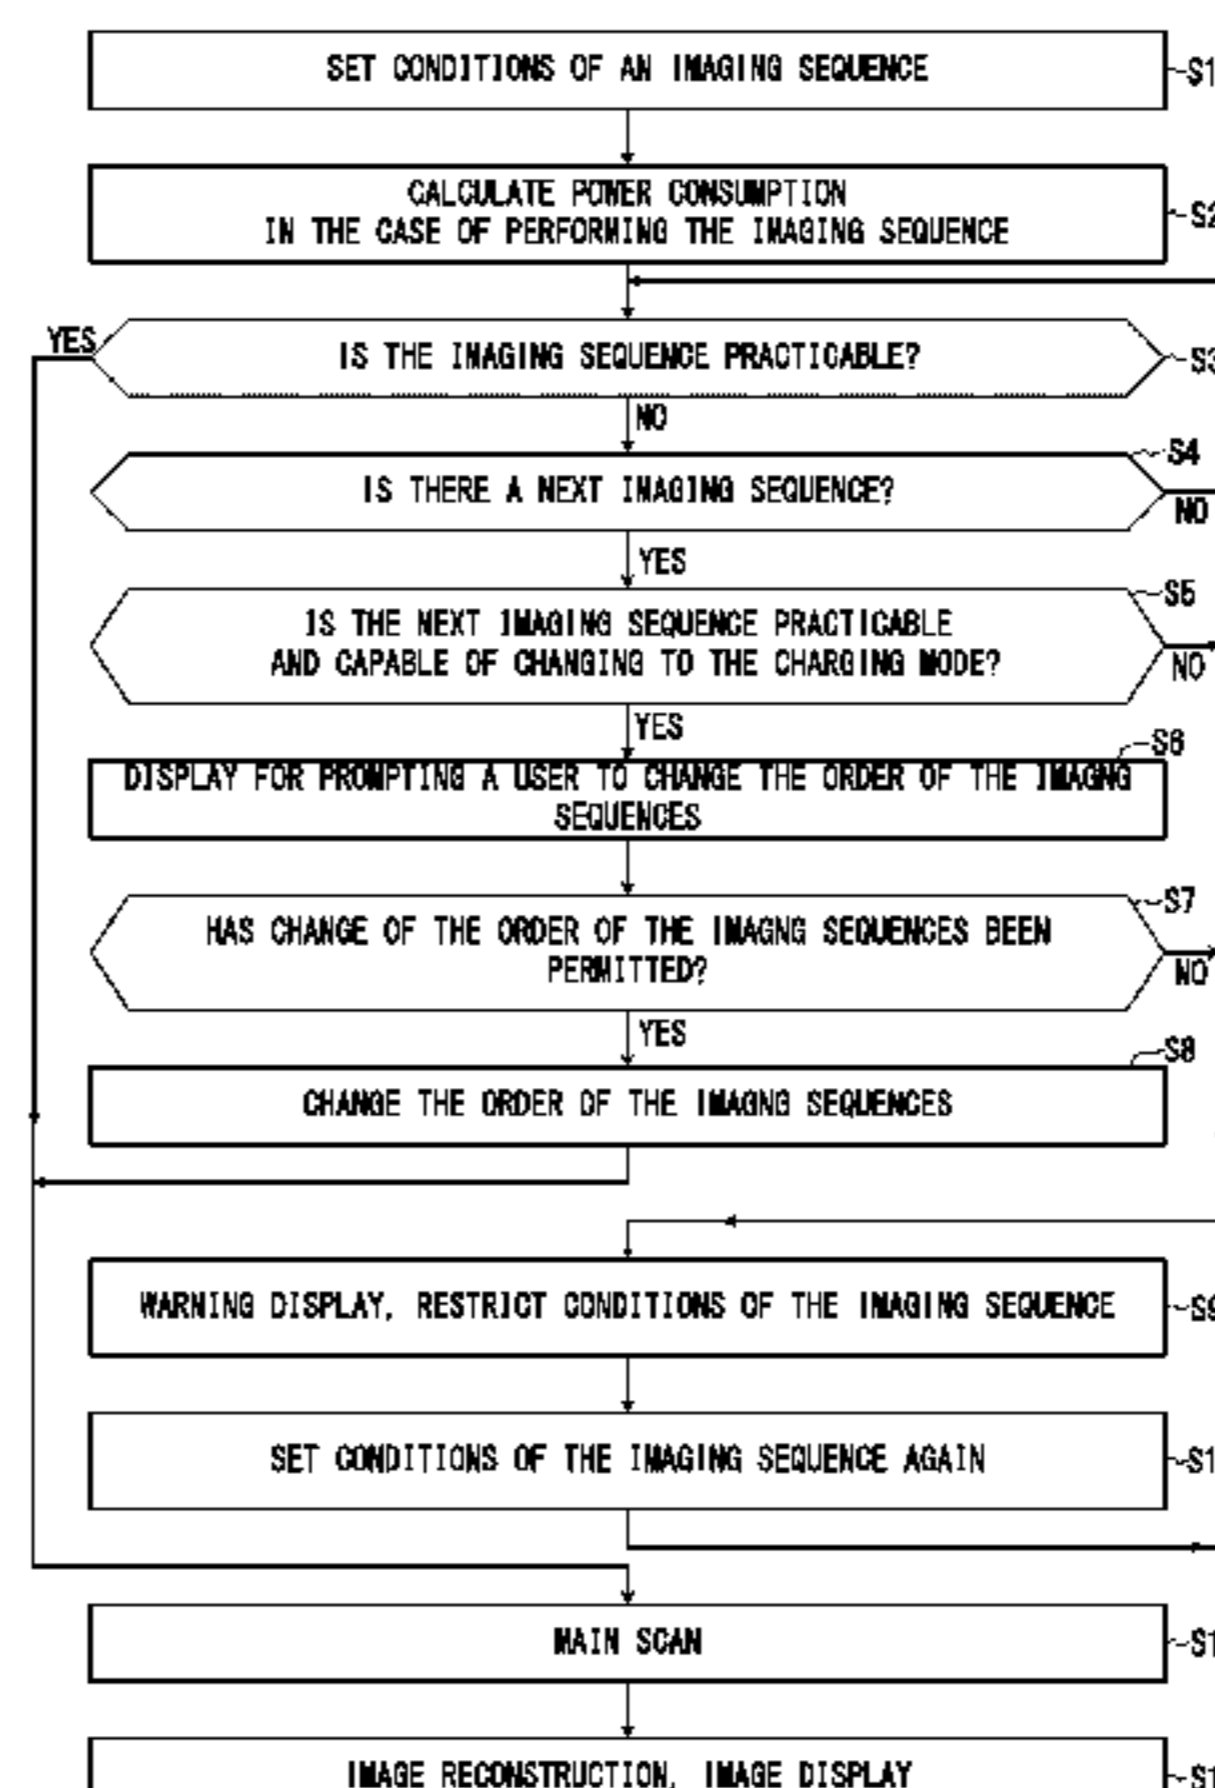 SET CONDITIONS OF AN IMAGING SEQUENCE
S1
CALCULATE POWER CONSUMPTION
IN THE CASE OF PERFORMING THE IMAGING SEQUENCE
S2
YES
IS THE IMAGING SEQUENCE PRACTICABLE?
S3
NO
S4
IS THERE A NEXT IMAGING SEQUENCE?
NO
YES
S5
IS THE NEXT IMAGING SEQUENCE PRACTICABLE
AND CAPABLE OF CHANGING TO THE CHARGING MODE?
NO
YES
S6
DISPLAY FOR PROMPTING A USER TO CHANGE THE ORDER OF THE IMAGNG
SEQUENCES
S7
HAS CHANGE OF THE ORDER OF THE IMAGNG SEQUENCES BEEN
PERMITTED?
NO
YES
S8
CHANGE THE ORDER OF THE IMAGNG SEQUENCES
WARNING DISPLAY, RESTRICT CONDITIONS OF THE IMAGING SEQUENCE
S9
SET CONDITIONS OF THE IMAGING SEQUENCE AGAIN
S1
MAIN SCAN
S1
IMAGE RECONSTRUCTION, IMAGE DISPLAY
S1